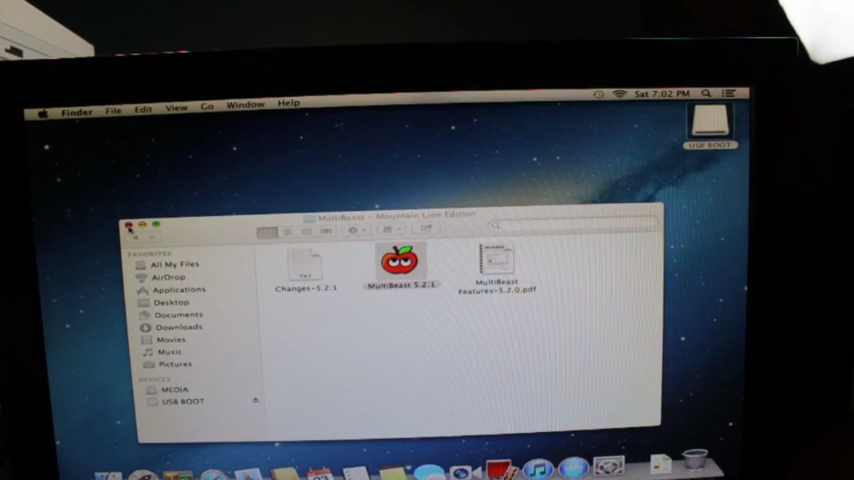 Finder File Edit View Go Window Help
Sat 7:02 PM
USB BOOT
MultiBeast - Mountain Lion Edition
FAVORITES
All My Files
AirDrop
Applications
Desktop
Documents
Downloads
Movies
Music
Pictures
DEVICES
MEDIA
USB BOOT
Changes-5.2.1
MultiBeast 5.2.1
MultiBeast
Features-5.2.0.pdf